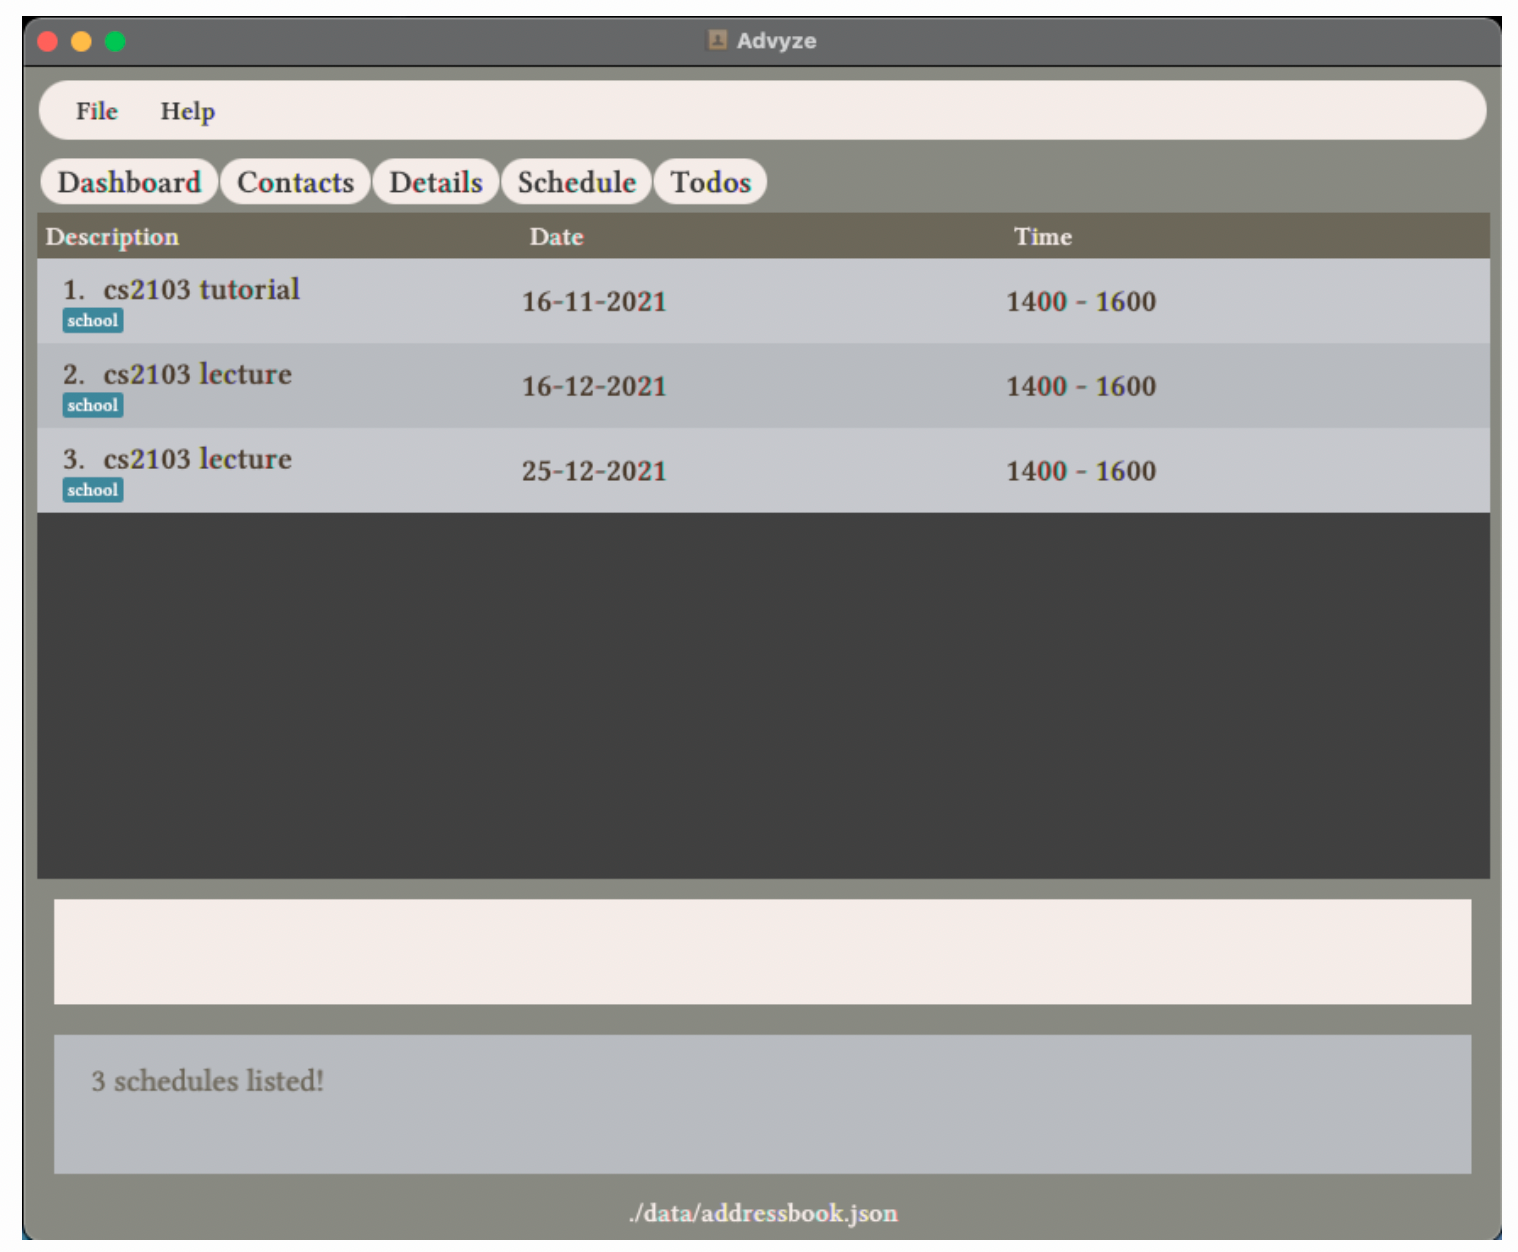 Advyze
File Help
Dashboard Contacts Details Schedule Todos
Description Date Time
1. cs2103 tutorial 16-11-2021 1400 - 1600
school
2. cs2103 lecture 16-12-2021 1400 - 1600
school
3. cs2103 lecture 25-12-2021 1400 - 1600
school
3 schedules listed!
./data/addressbook.json